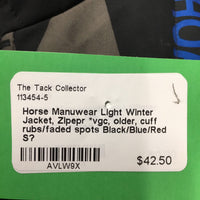 The Tack Collector
113454-5
Horse Manuwear Light Winter
Jacket, Zipepr *vgc, older, cuff
rubs/faded spots Black/Blue/Red
S?
$42.50
AVLW9X
HO